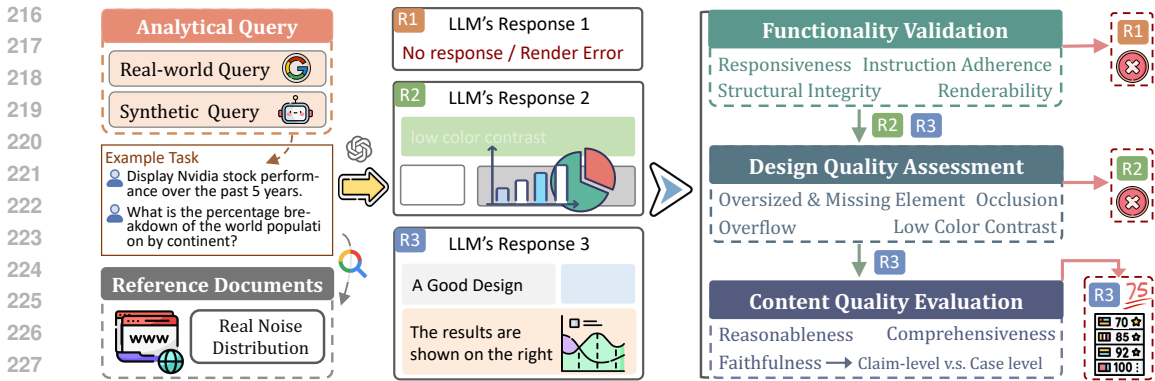 216
217
218
219
220
221
222
223
224
225
226
227
Analytical Query
Real-world Query
Synthetic Query
Example Task
Display Nvidia stock perform-
ance over the past 5 years.
What is the percentage bre-
akdown of the world populati
on by continent?
Reference Documents
WWW
Real Noise
Distribution
R1
LLM's Response 1
No response / Render Error
R2
LLM's Response 2
low color contrast
R3
LLM's Response 3
A Good Design
The results are
shown on the right
Functionality Validation
Responsiveness Instruction Adherence
Structural Integrity Renderability
R1
R2 R3
Design Quality Assessment
Oversized & Missing Element Occlusion
Overflow Low Color Contrast
R2
R3
Content Quality Evaluation
Reasonableness Comprehensiveness
Faithfulness → Claim-level v.s. Case level
R3 75
70
85
92
100